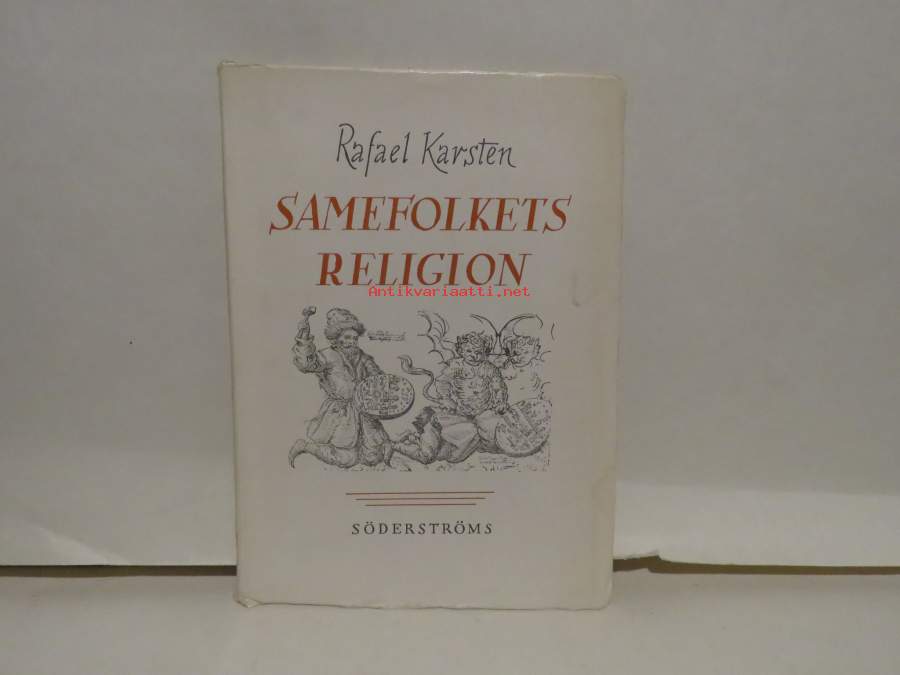 Rafael Karsten
SAMEFOLKETS
RELIGION
Antikvariaatti.net
SÖDERSTRÖMS